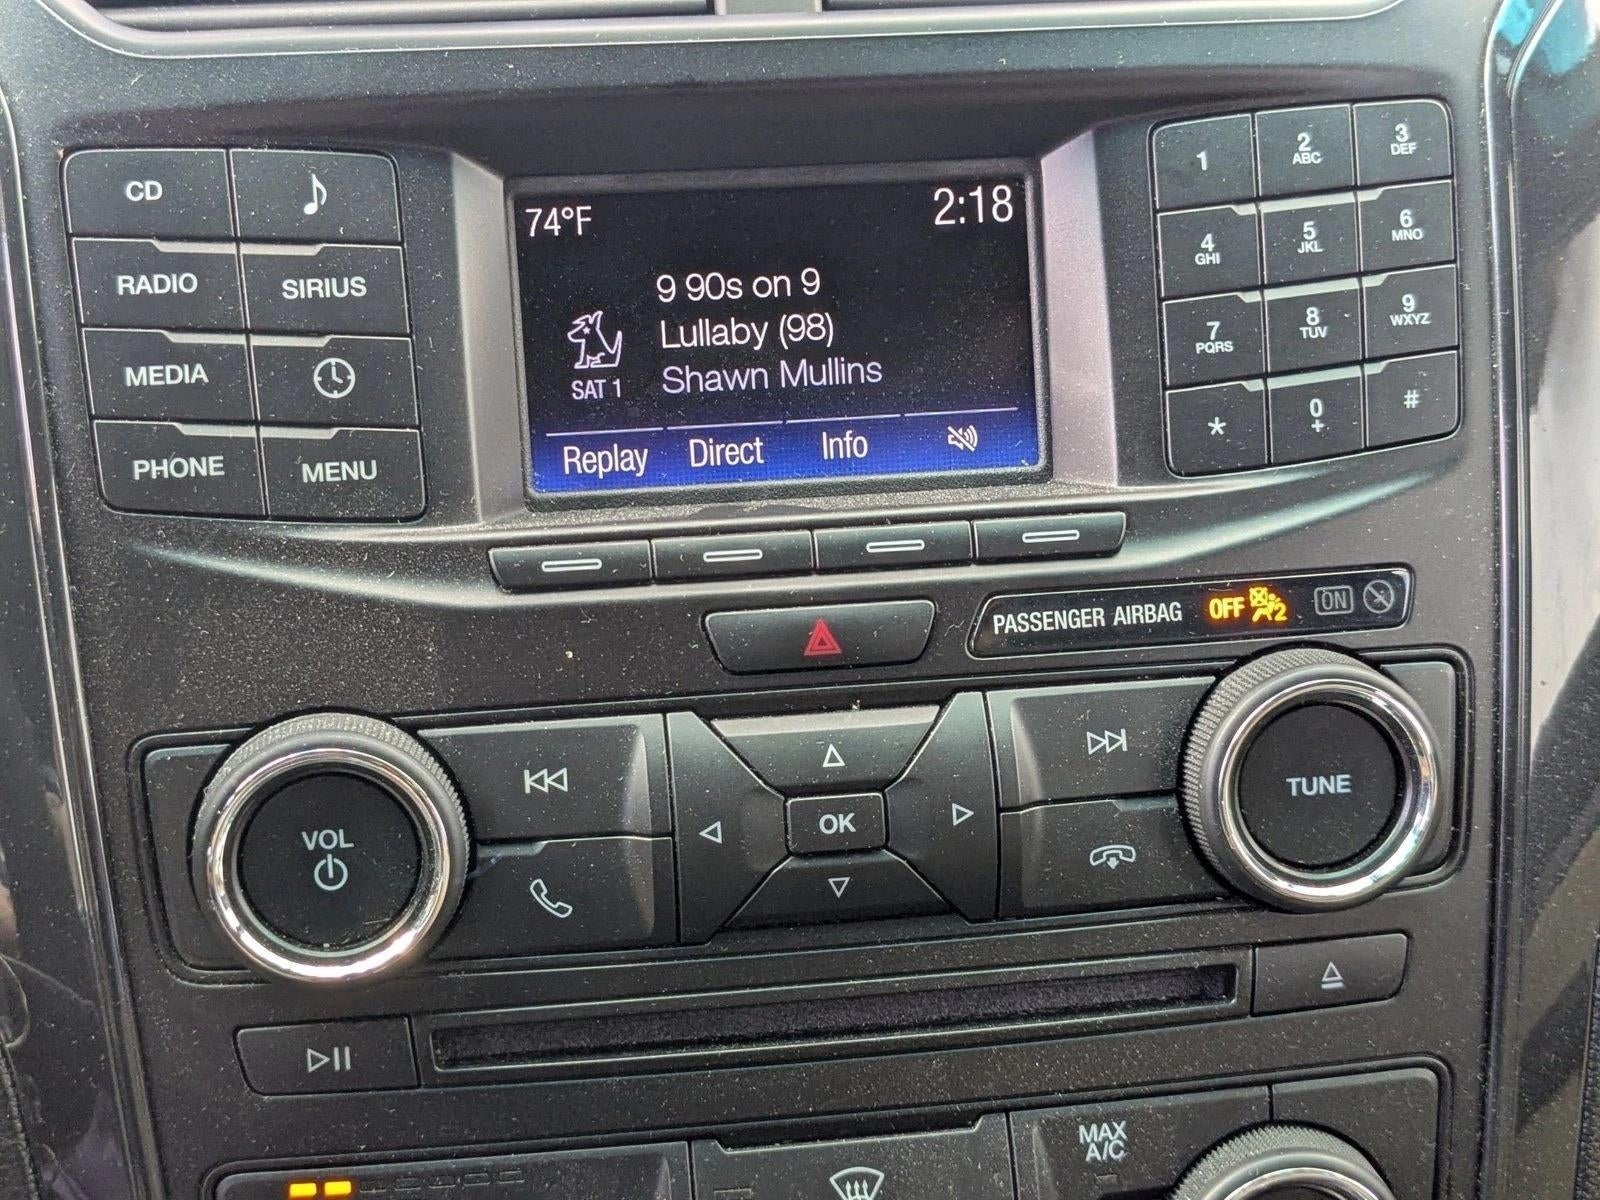 74°F
2:18
9 90s on 9
Lullaby (98)
Shawn Mullins
SAT 1
Replay Direct Info
CD
RADIO SIRIUS
MEDIA
PHONE MENU
1 2 ABC 3 DEF
4 GHI 5 JKL 6 MNO
7 PQRS 8 TUV 9 WXYZ
* 0 + #
PASSENGER AIRBAG OFF 2 ON
VOL
OK
TUNE
MAX
A/C